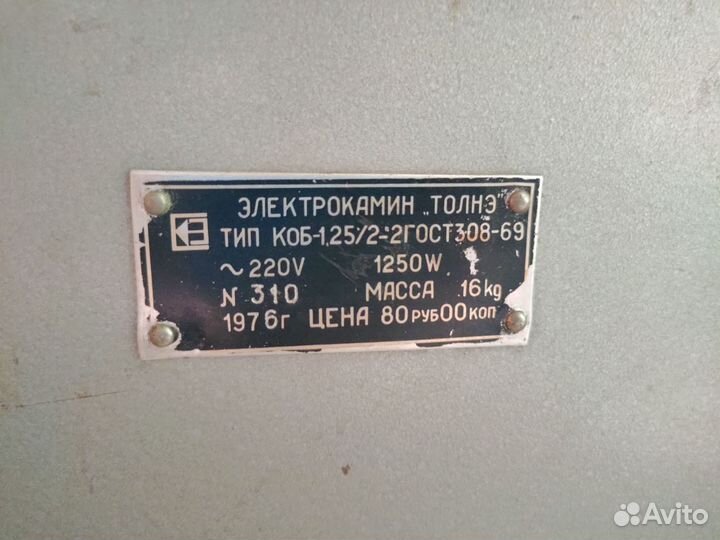 ЭЛЕКТРОКАМИН „ТОЛНЭ"
ТИП КОБ-1,25/2-2ГОСТ308-69
~220V 1250W
N 310 МАССА 16kg
1976г ЦЕНА 80РУБ00КОП
Avito